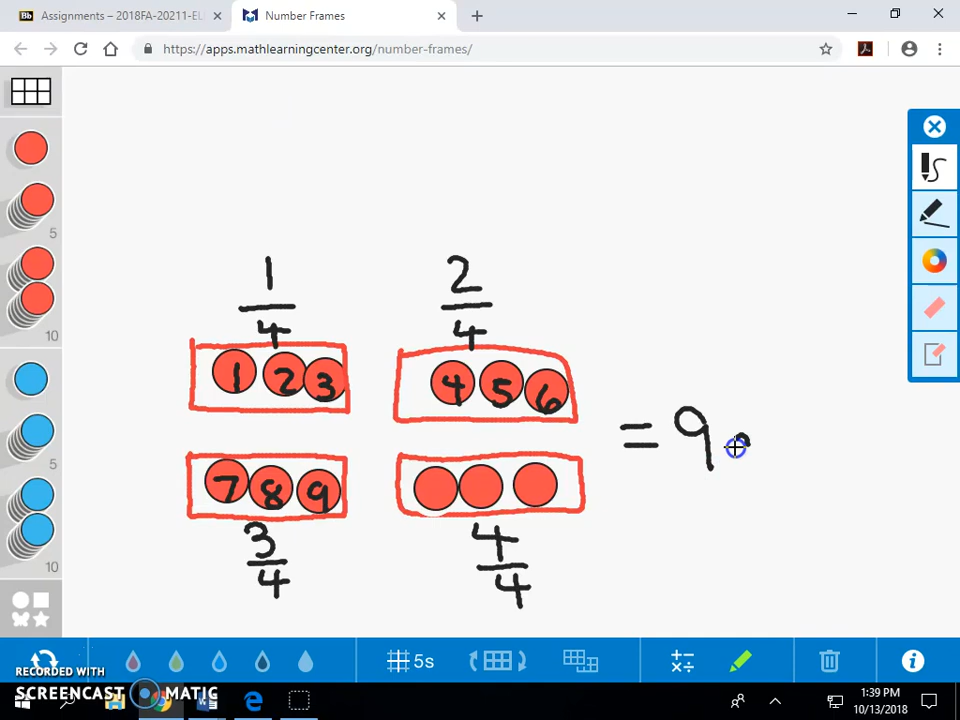 Assignments – 2018FA-20211-EL
Number Frames
https://apps.mathlearningcenter.org/number-frames/
5
10
5
10
1/4
2/4
1 2 3
4 5 6
= 9
7 8 9
3/4
4/4
5s
RECORDED WITH
SCREENCAST MATIC
1:39 PM
10/13/2018